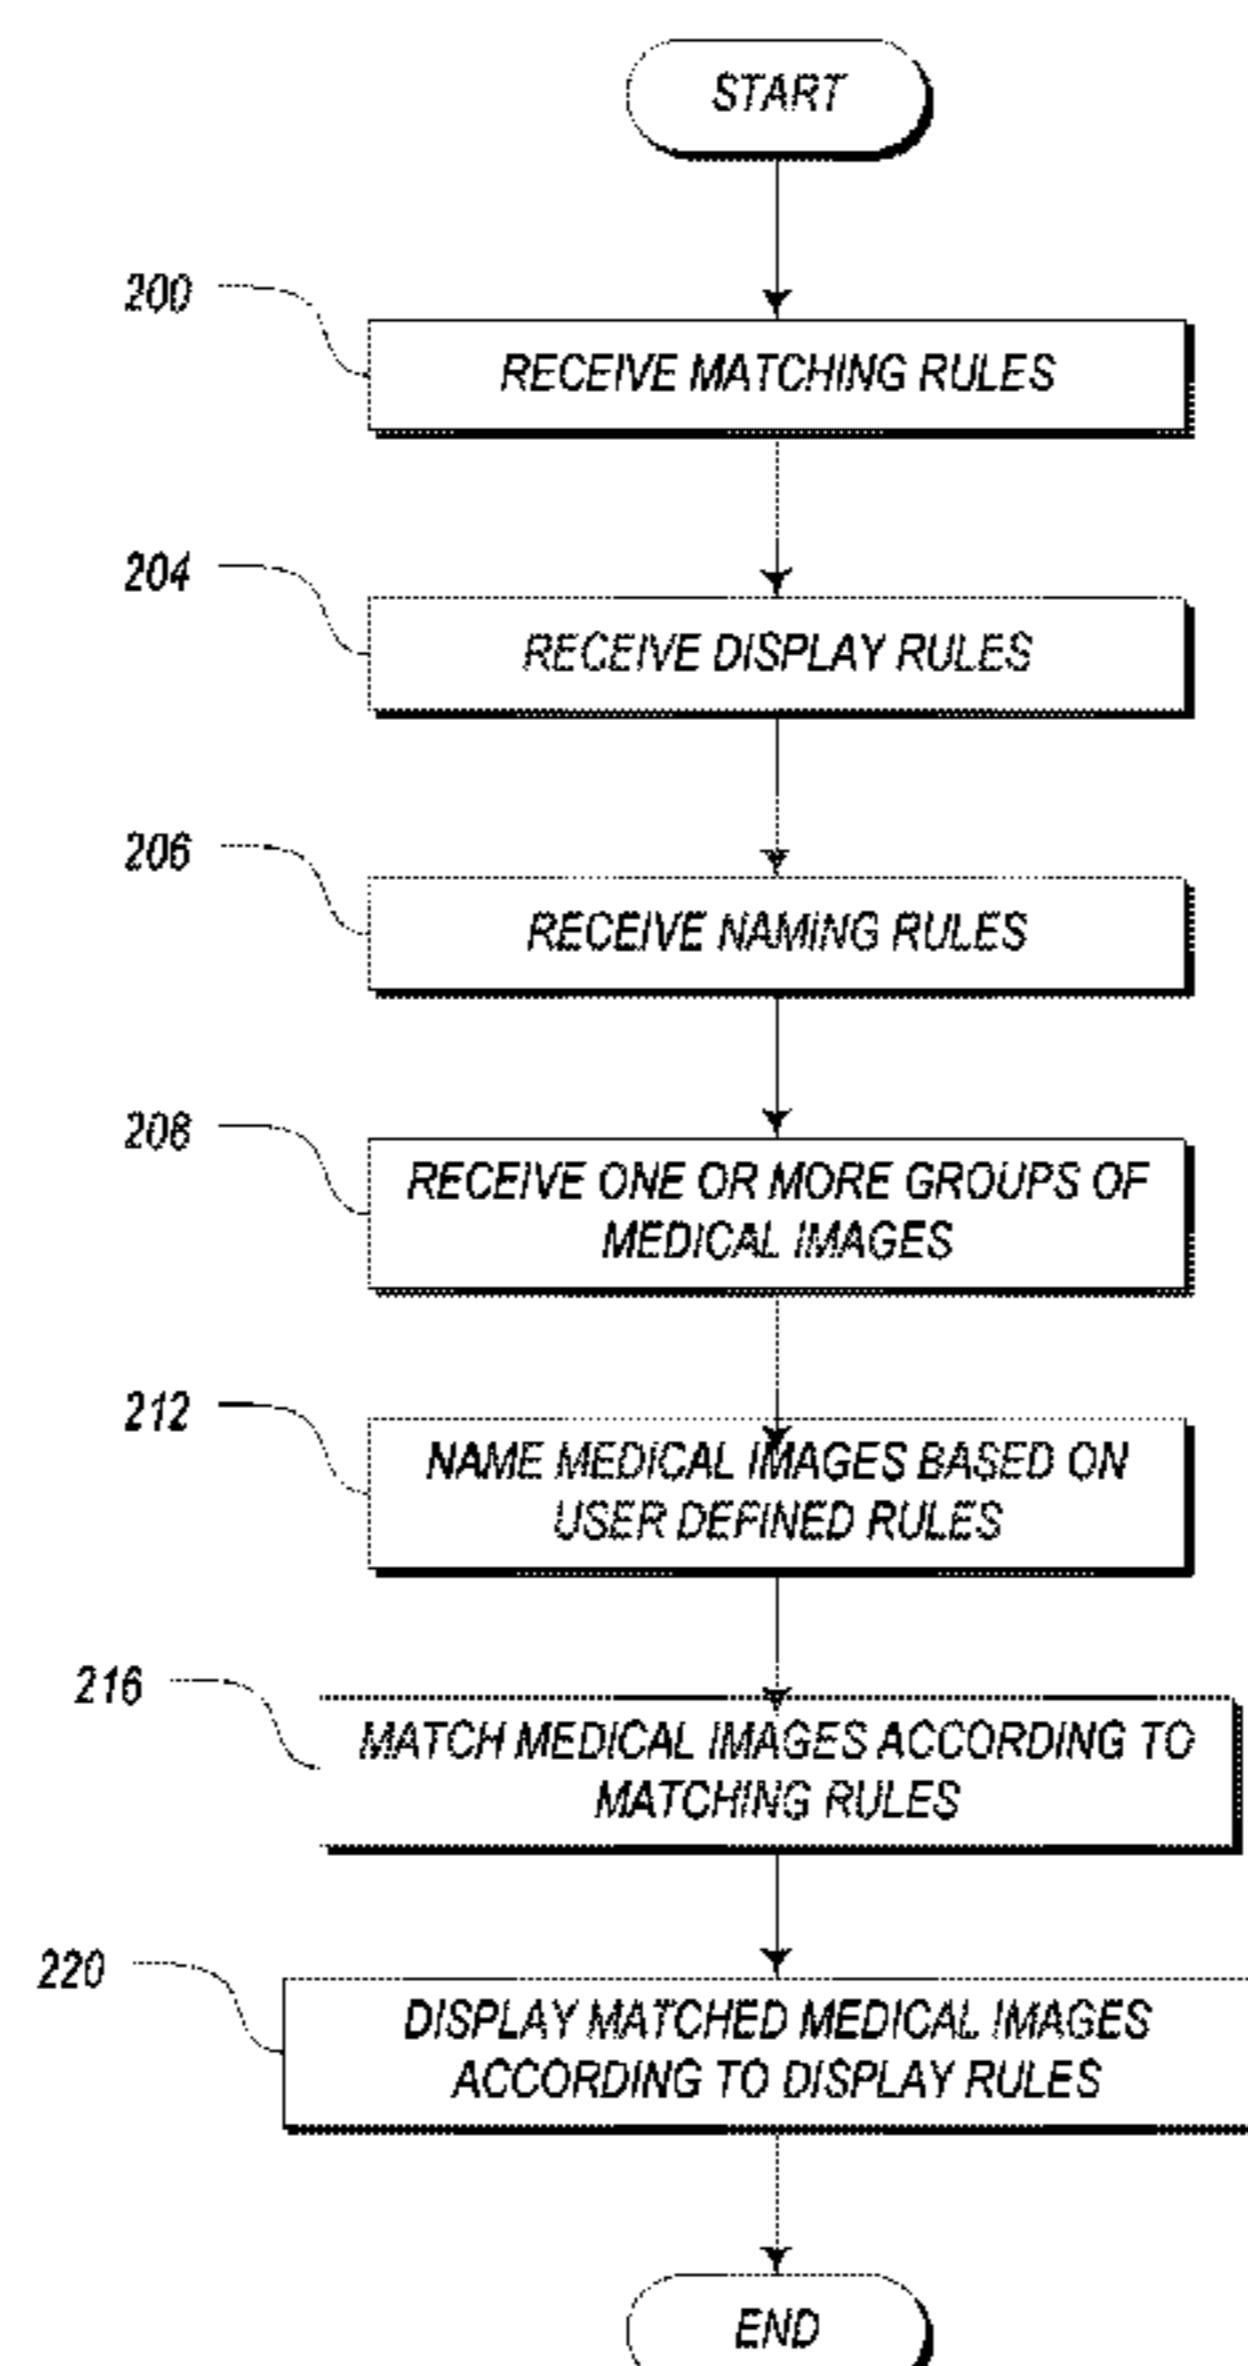 START
200
RECEIVE MATCHING RULES
204
RECEIVE DISPLAY RULES
206
RECEIVE NAMING RULES
208
RECEIVE ONE OR MORE GROUPS OF
MEDICAL IMAGES
212
NAME MEDICAL IMAGES BASED ON
USER DEFINED RULES
216
MATCH MEDICAL IMAGES ACCORDING TO
MATCHING RULES
220
DISPLAY MATCHED MEDICAL IMAGES
ACCORDING TO DISPLAY RULES
END